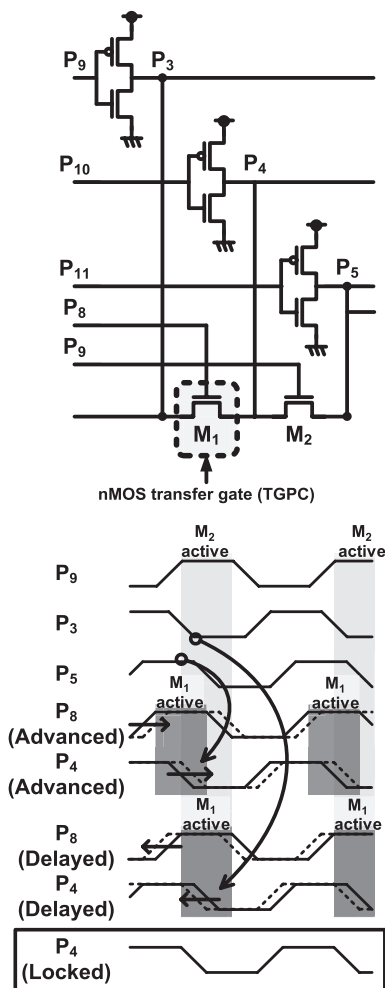 P9 P3
P10 P4
P11 P5
P8
P9
M1 M2
nMOS transfer gate (TGPC)
M2 active M2 active
P9
P3
P5
M1 active M1 active
P8 (Advanced)
P4 (Advanced)
M1 active M1 active
P8 (Delayed)
P4 (Delayed)
P4 (Locked)